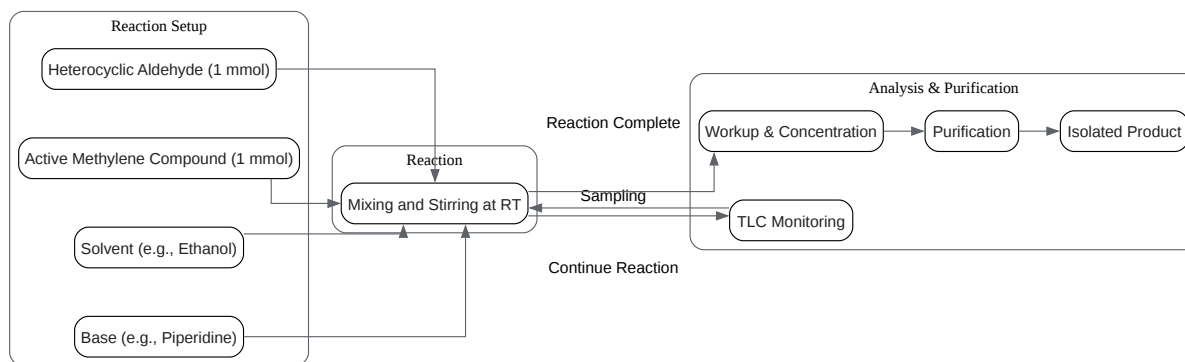 Reaction Setup
Heterocyclic Aldehyde (1 mmol)
Active Methylene Compound (1 mmol)
Solvent (e.g., Ethanol)
Base (e.g., Piperidine)
Reaction
Mixing and Stirring at RT
Reaction Complete
Sampling
Continue Reaction
Analysis & Purification
Workup & Concentration
Purification
Isolated Product
TLC Monitoring